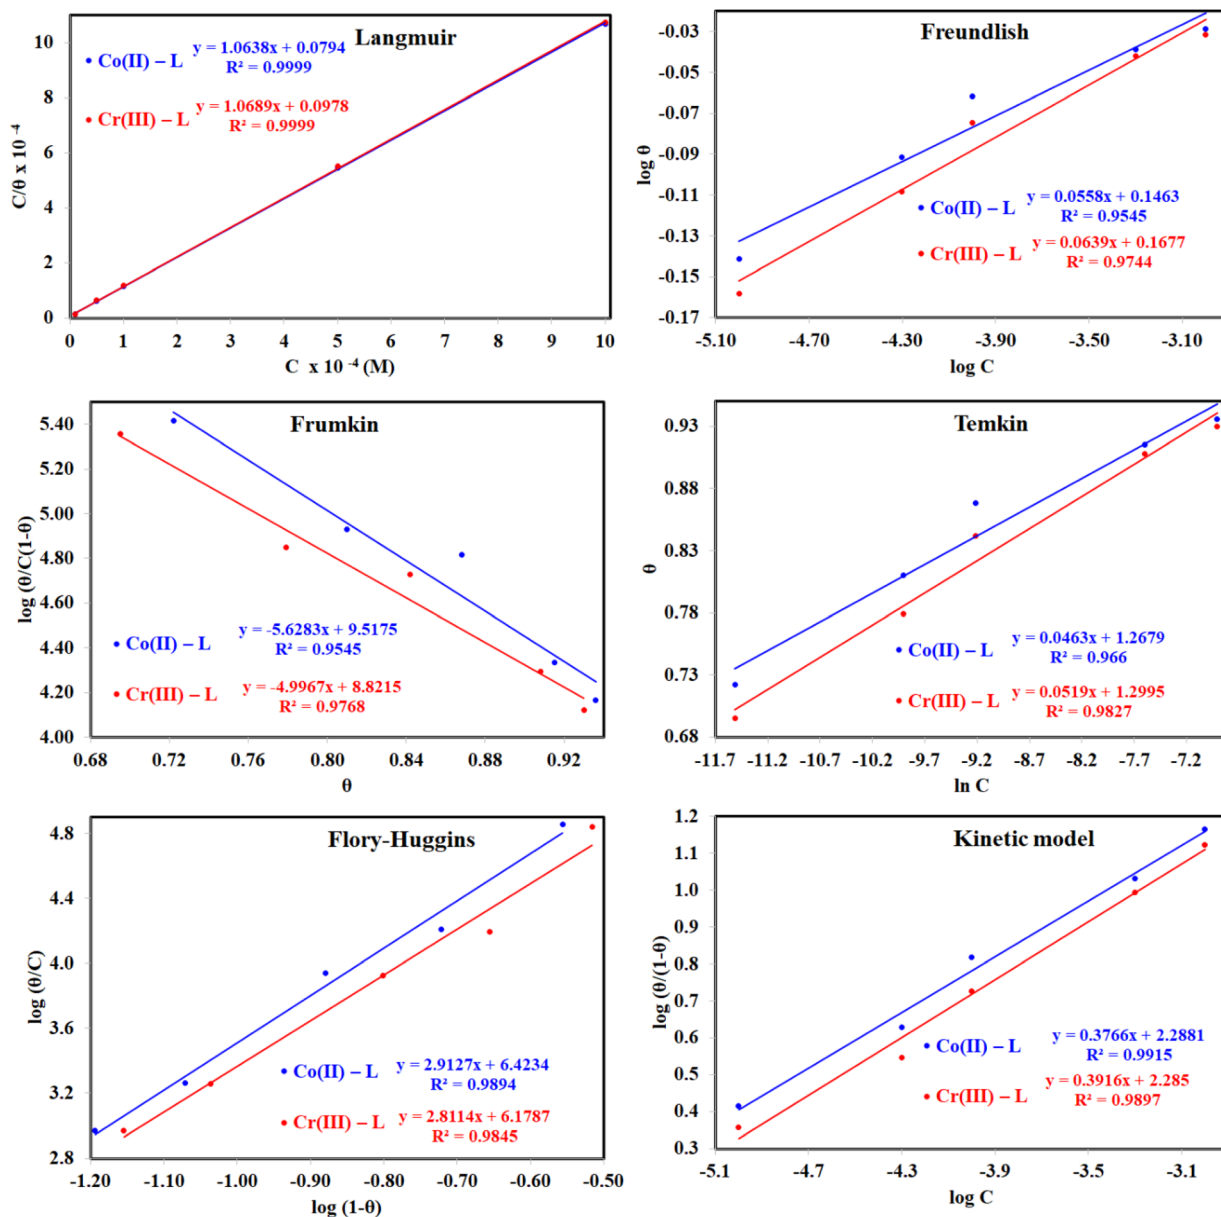 Langmuir
Co(II) – L y = 1.0638x + 0.0794
R² = 0.9999
Cr(III) – L y = 1.0689x + 0.0978
R² = 0.9999
C/θ x 10 -4
10
8
6
4
2
0
0 1 2 3 4 5 6 7 8 9 10
C x 10 -4 (M)
Freundlish
log θ
-0.03
-0.05
-0.07
-0.09
-0.11
-0.13
-0.15
-0.17
Co(II) – L y = 0.0558x + 0.1463
R² = 0.9545
Cr(III) – L y = 0.0639x + 0.1677
R² = 0.9744
-5.10 -4.70 -4.30 -3.90 -3.50 -3.10
log C
Frumkin
log (θ/C(1-θ)
5.40
5.20
5.00
4.80
4.60
4.40
4.20
4.00
Co(II) – L y = -5.6283x + 9.5175
R² = 0.9545
Cr(III) – L y = -4.9967x + 8.8215
R² = 0.9768
0.68 0.72 0.76 0.80 0.84 0.88 0.92
θ
Temkin
θ
0.93
0.88
0.83
0.78
0.73
0.68
Co(II) – L y = 0.0463x + 1.2679
R² = 0.966
Cr(III) – L y = 0.0519x + 1.2995
R² = 0.9827
-11.7 -11.2 -10.7 -10.2 -9.7 -9.2 -8.7 -8.2 -7.7 -7.2
ln C
Flory-Huggins
log (θ/C)
4.8
4.4
4.0
3.6
3.2
2.8
Co(II) – L y = 2.9127x + 6.4234
R² = 0.9894
Cr(III) – L y = 2.8114x + 6.1787
R² = 0.9845
-1.20 -1.10 -1.00 -0.90 -0.80 -0.70 -0.60 -0.50
log (1-θ)
Kinetic model
log (θ/(1-θ)
1.2
1.1
1.0
0.9
0.8
0.7
0.6
0.5
0.4
0.3
Co(II) – L y = 0.3766x + 2.2881
R² = 0.9915
Cr(III) – L y = 0.3916x + 2.285
R² = 0.9897
-5.1 -4.7 -4.3 -3.9 -3.5 -3.1
log C